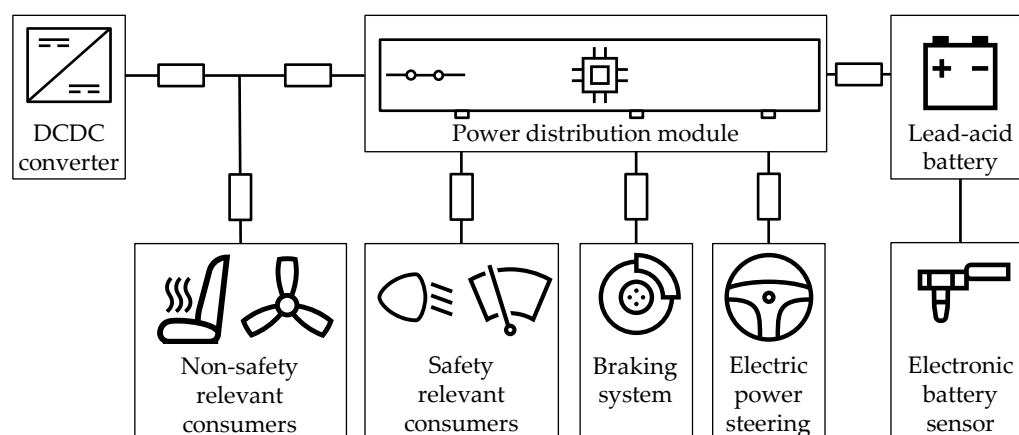 DCDC
converter
Power distribution module
Lead-acid
battery
Non-safety
relevant
consumers
Safety
relevant
consumers
Braking
system
Electric
power
steering
Electronic
battery
sensor